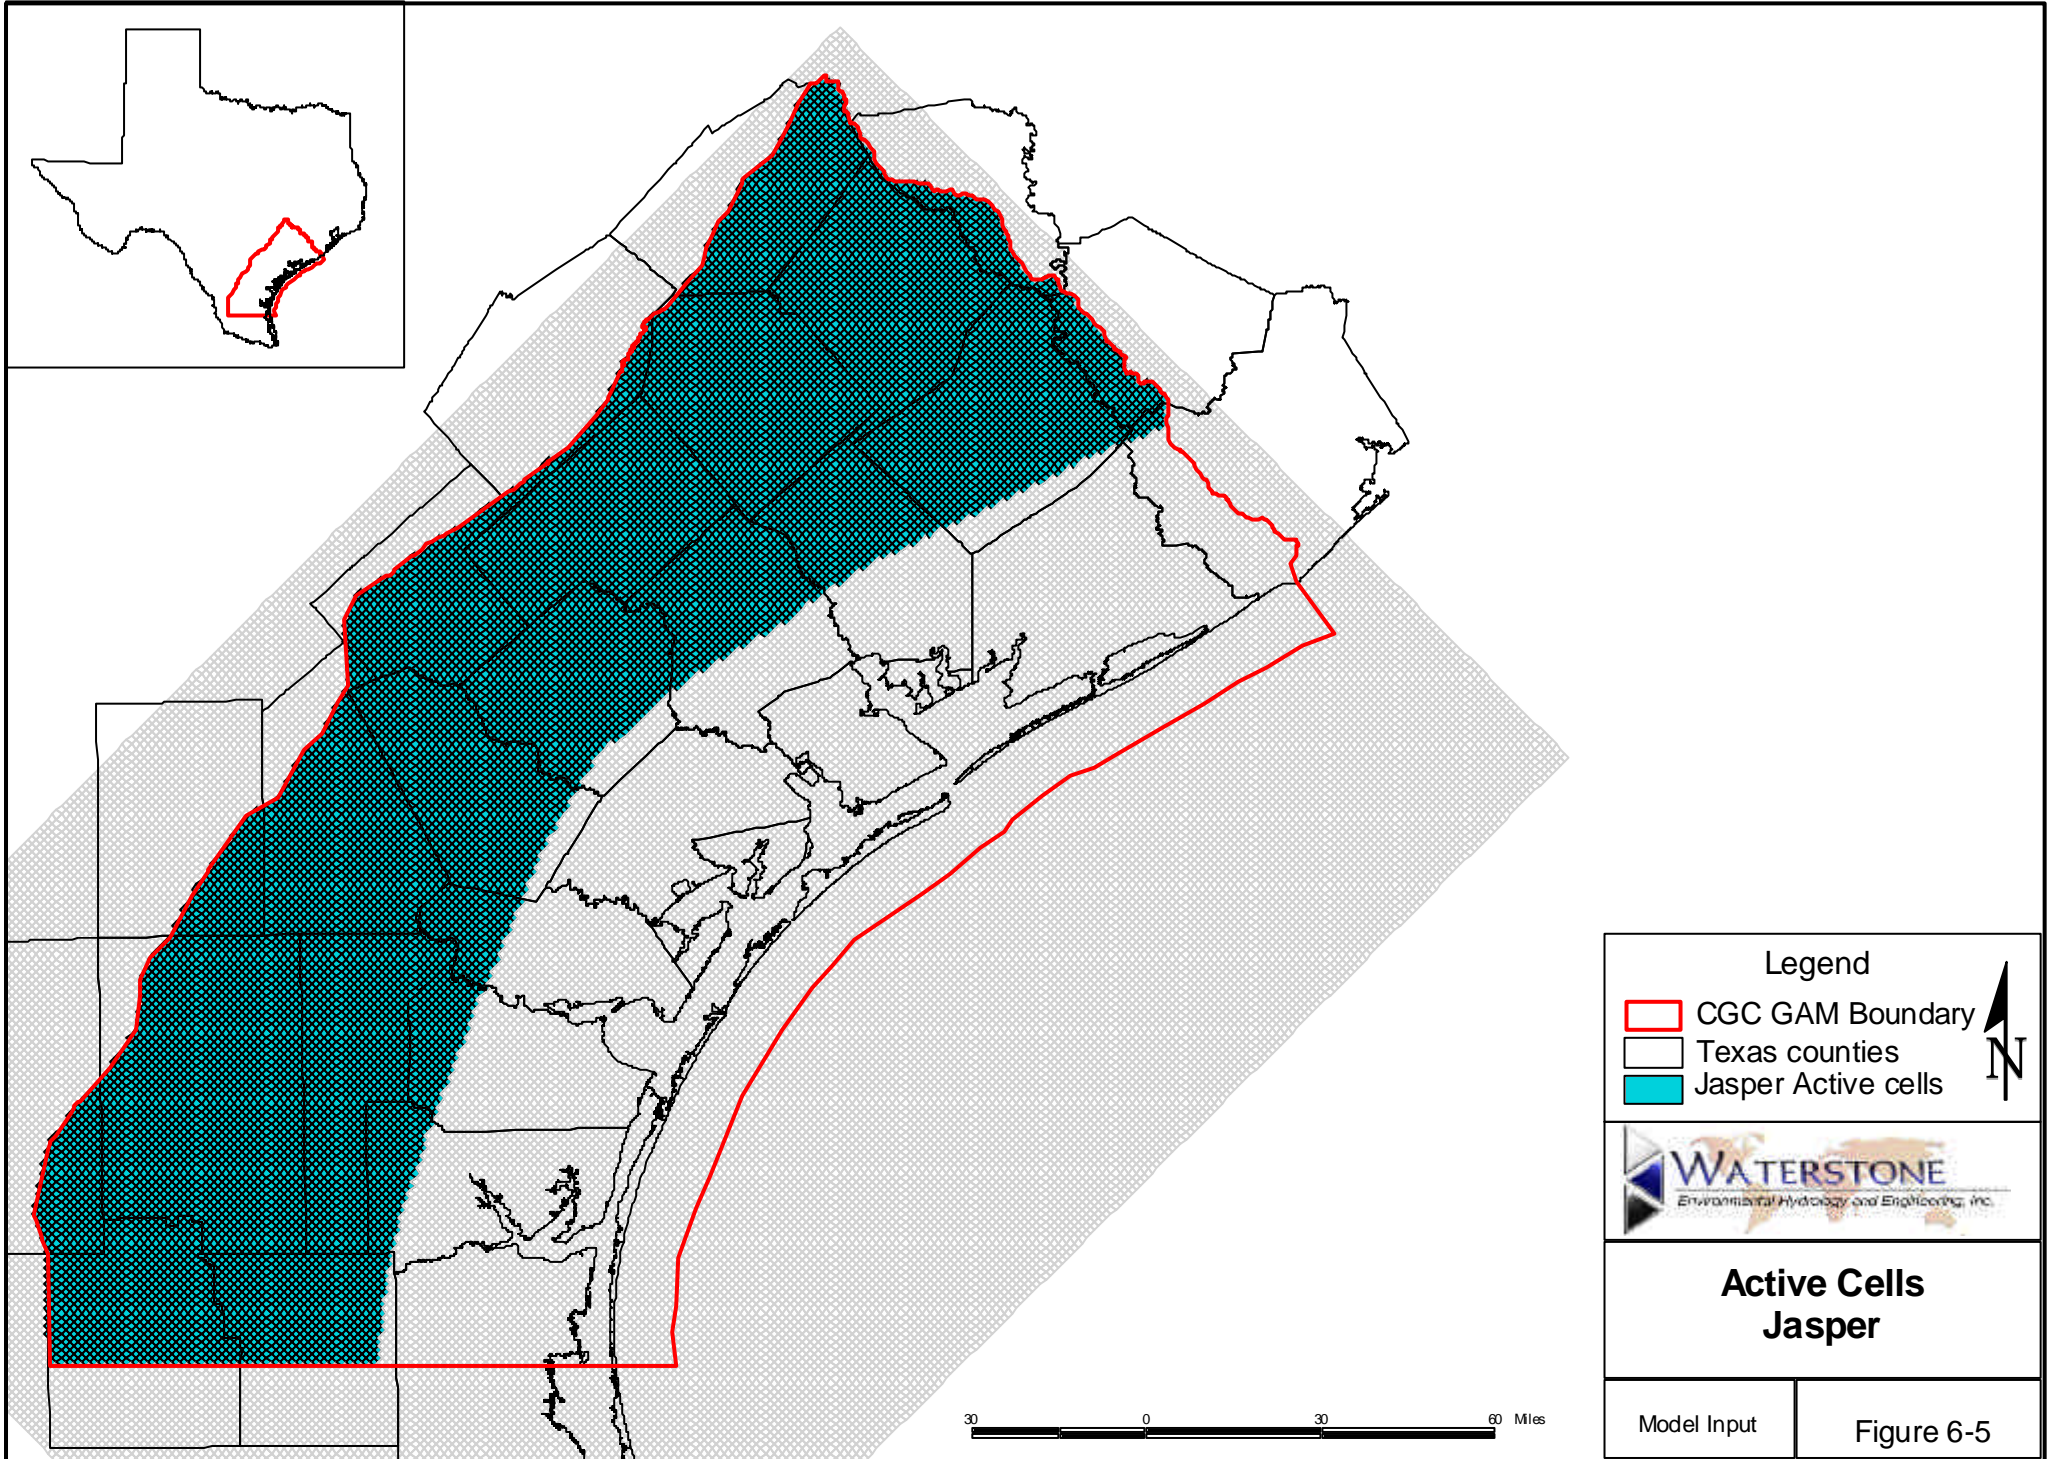 Legend
CGC GAM Boundary
Texas counties
Jasper Active cells
N
WATERSTONE
Environmental Hydrology and Engineering, Inc.
Active Cells
Jasper
30 0 30 60 Miles
Model Input
Figure 6-5